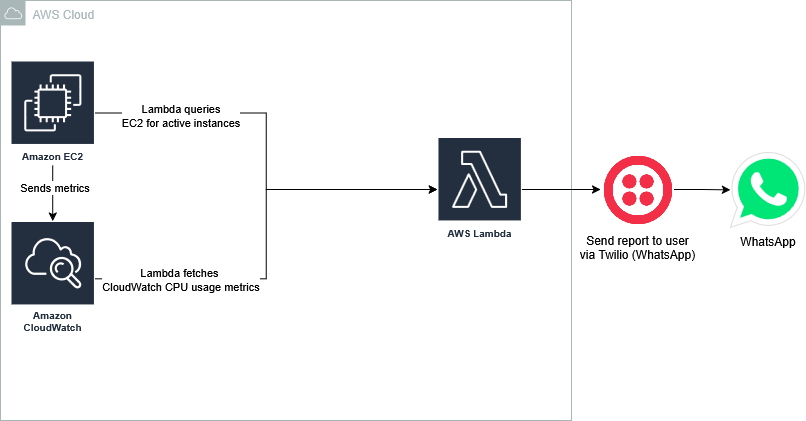 AWS Cloud
Lambda queries
EC2 for active instances
Amazon EC2
Sends metrics
AWS Lambda
Send report to user
via Twilio (WhatsApp)
WhatsApp
Lambda fetches
CloudWatch CPU usage metrics
Amazon
CloudWatch